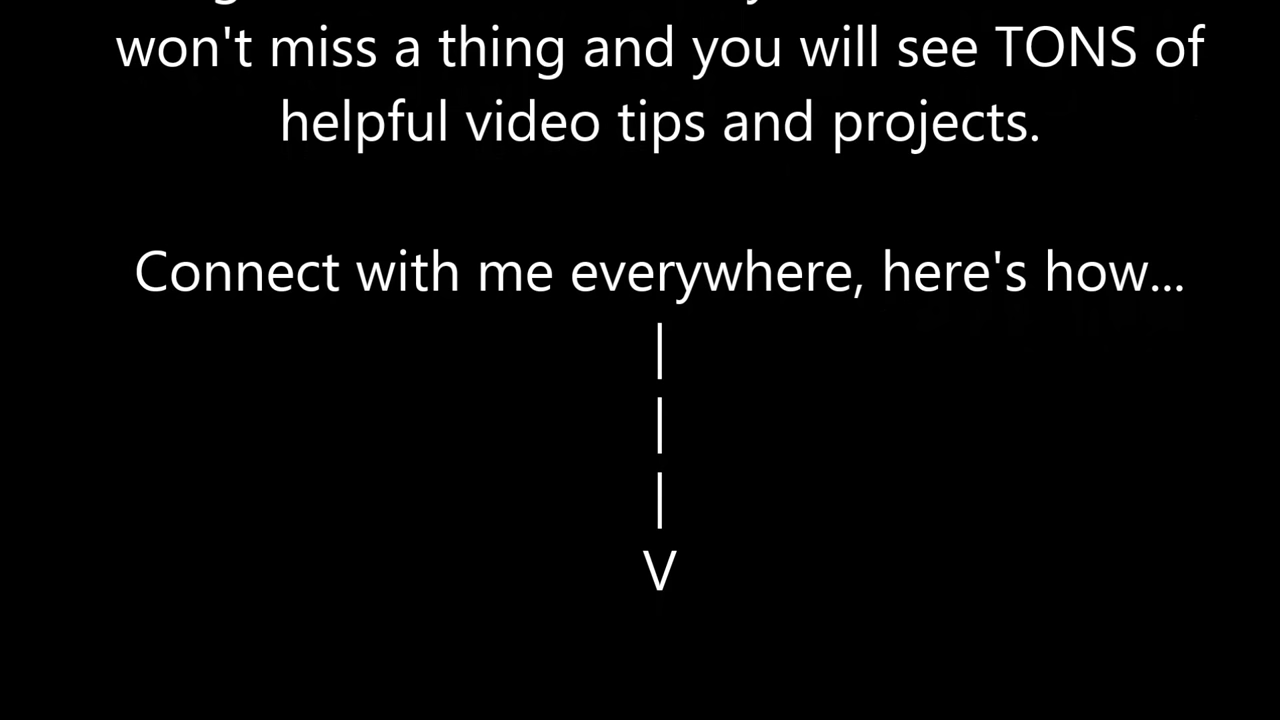 won't miss a thing and you will see TONS of
helpful video tips and projects.
Connect with me everywhere, here's how...
|
|
|
V